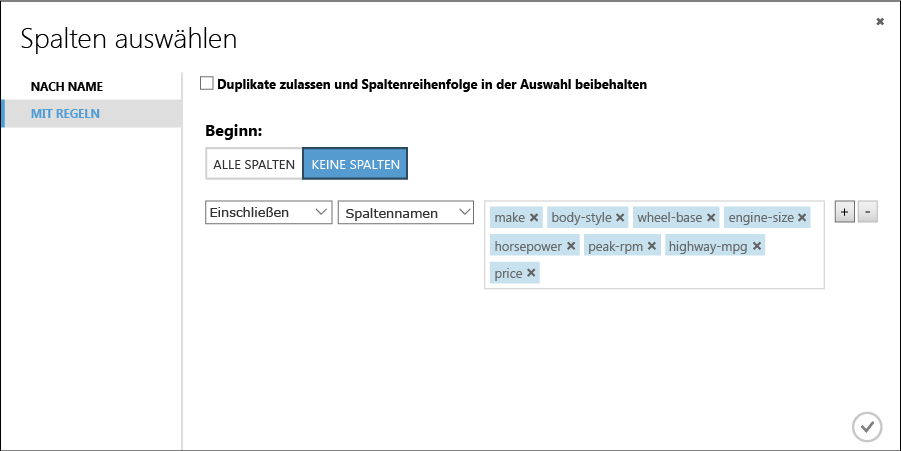 Spalten auswählen
NACH NAME
MIT REGELN
Duplikate zulassen und Spaltenreihenfolge in der Auswahl beibehalten
Beginn:
ALLE SPALTEN KEINE SPALTEN
Einschließen Spaltennamen make body-style wheel-base engine-size + -
horsepower peak-rpm highway-mpg
price